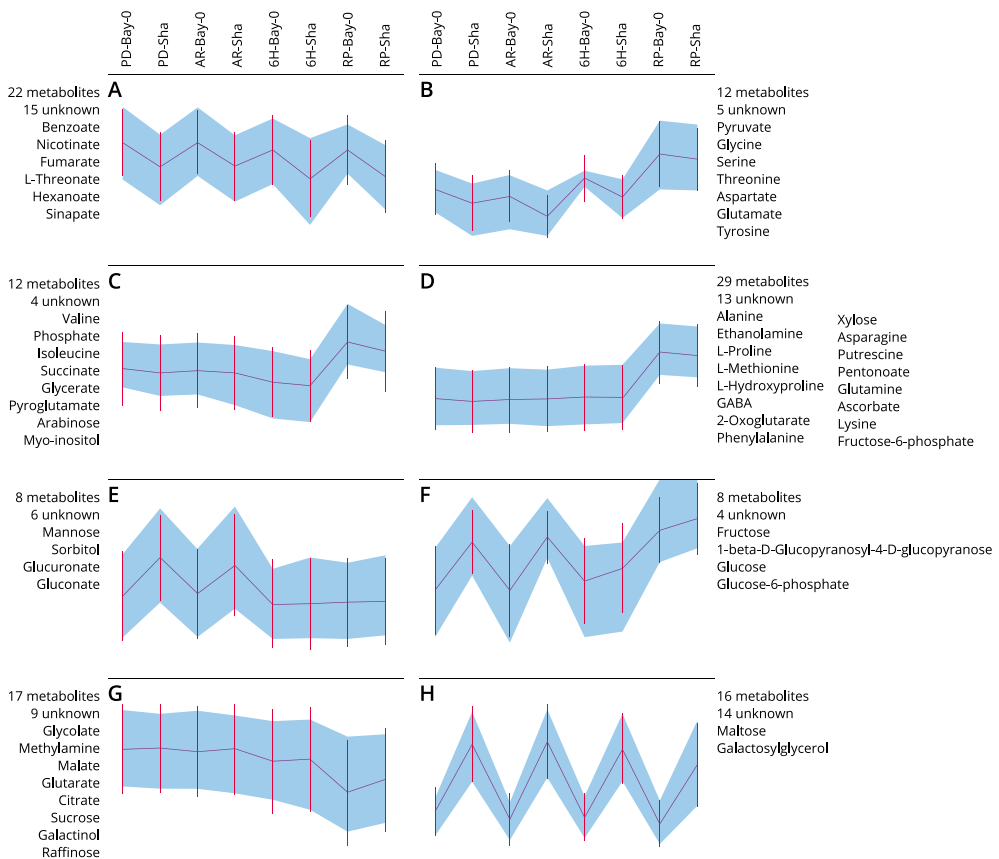 PD-Bay-0
PD-Sha
AR-Bay-0
AR-Sha
6H-Bay-0
6H-Sha
RP-Bay-0
RP-Sha
PD-Bay-0
PD-Sha
AR-Bay-0
AR-Sha
6H-Bay-0
6H-Sha
RP-Bay-0
RP-Sha
A
22 metabolites
15 unknown
Benzoate
Nicotinate
Fumarate
L-Threonate
Hexanoate
Sinapate
B
12 metabolites
5 unknown
Pyruvate
Glycine
Serine
Threonine
Aspartate
Glutamate
Tyrosine
C
12 metabolites
4 unknown
Valine
Phosphate
Isoleucine
Succinate
Glycerate
Pyroglutamate
Arabinose
Myo-inositol
D
29 metabolites
13 unknown
Alanine
Ethanolamine
L-Proline
L-Methionine
L-Hydroxyproline
GABA
2-Oxoglutarate
Phenylalanine
Xylose
Asparagine
Putrescine
Pentonoate
Glutamine
Ascorbate
Lysine
Fructose-6-phosphate
E
8 metabolites
6 unknown
Mannose
Sorbitol
Glucuronate
Gluconate
F
8 metabolites
4 unknown
Fructose
1-beta-D-Glucopyranosyl-4-D-glucopyranose
Glucose
Glucose-6-phosphate
G
17 metabolites
9 unknown
Glycolate
Methylamine
Malate
Glutarate
Citrate
Sucrose
Galactinol
Raffinose
H
16 metabolites
14 unknown
Maltose
Galactosylglycerol